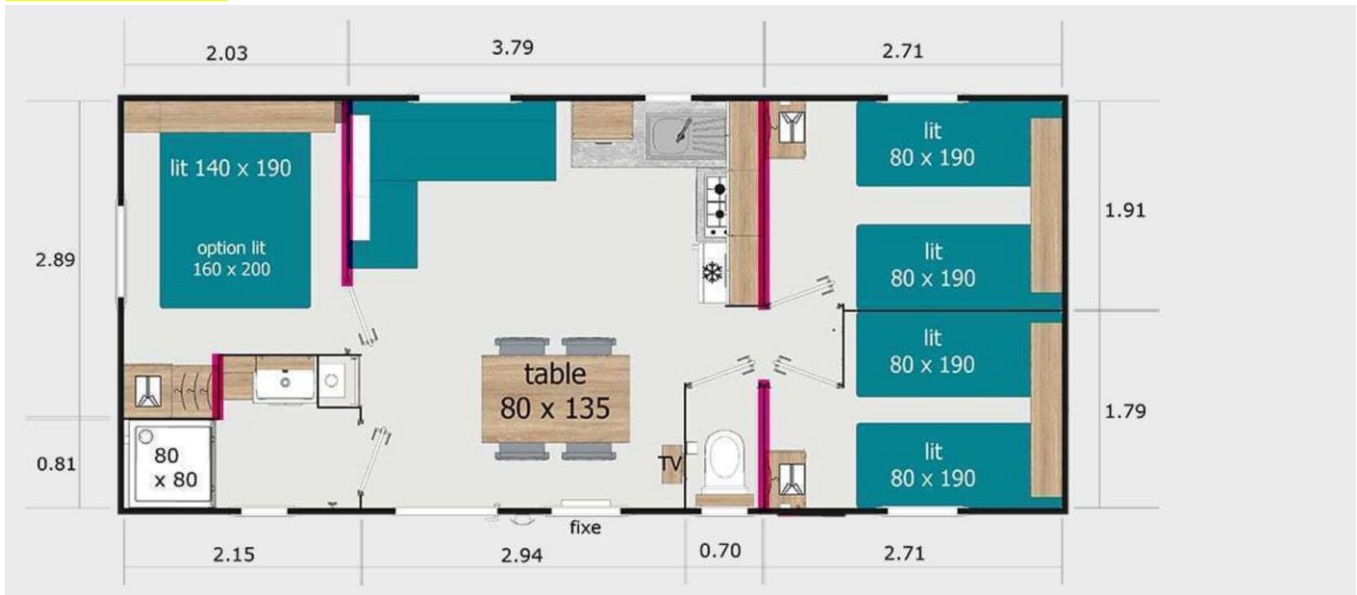 2.03
3.79
2.71
lit 140 x 190
option lit
160 x 200
lit
80 x 190
1.91
2.89
lit
80 x 190
lit
80 x 190
table
80 x 135
1.79
0.81
80
x 80
TV
lit
80 x 190
fixe
2.15
2.94
0.70
2.71